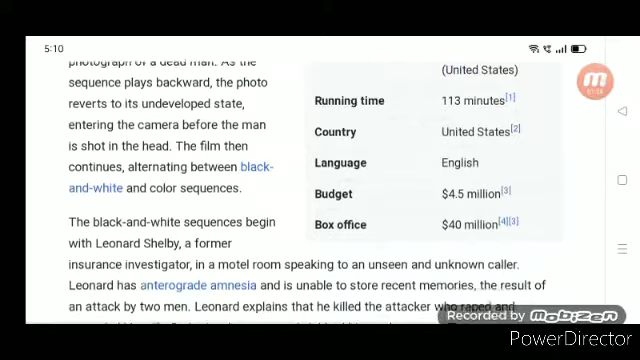 5:10
photograph of a dead man. As the
sequence plays backward, the photo
reverts to its undeveloped state,
entering the camera before the man
is shot in the head. The film then
continues, alternating between black-
and-white and color sequences.
(United States)
Running time 113 minutes[1]
Country United States[2]
Language English
Budget $4.5 million[3]
Box office $40 million[4][3]
The black-and-white sequences begin
with Leonard Shelby, a former
insurance investigator, in a motel room speaking to an unseen and unknown caller.
Leonard has anterograde amnesia and is unable to store recent memories, the result of
an attack by two men. Leonard explains that he killed the attacker who raped and
Recorded by Mobizen
PowerDirector